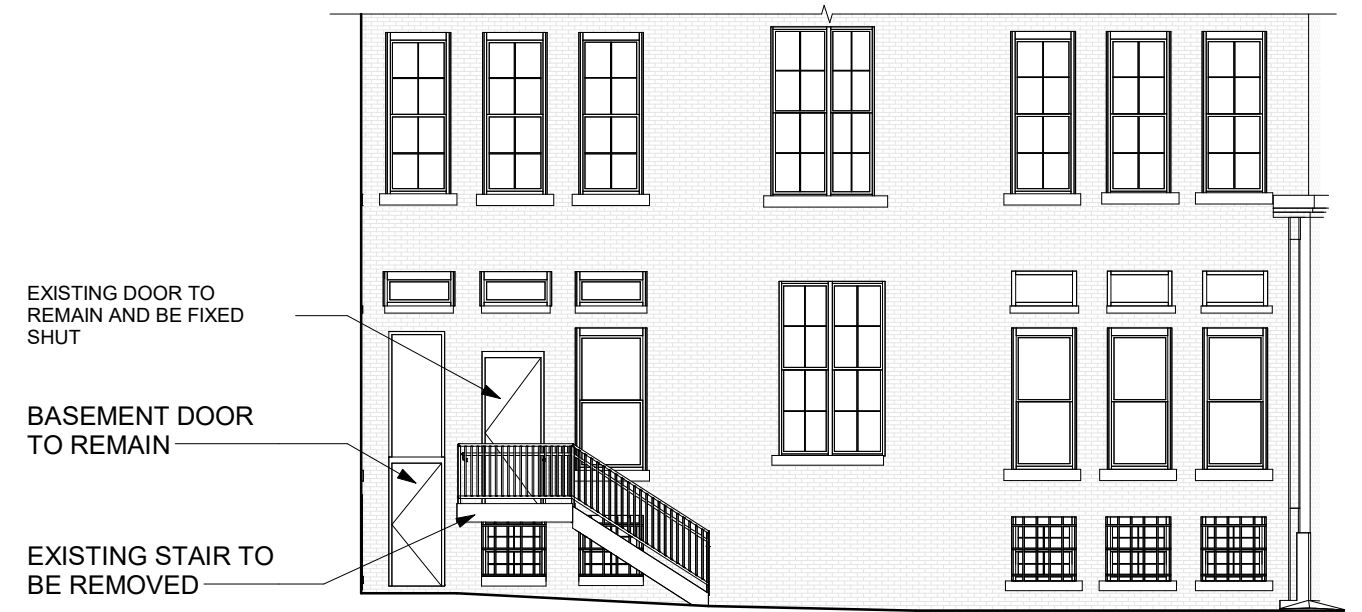 EXISTING DOOR TO
REMAIN AND BE FIXED
SHUT
BASEMENT DOOR
TO REMAIN
EXISTING STAIR TO
BE REMOVED